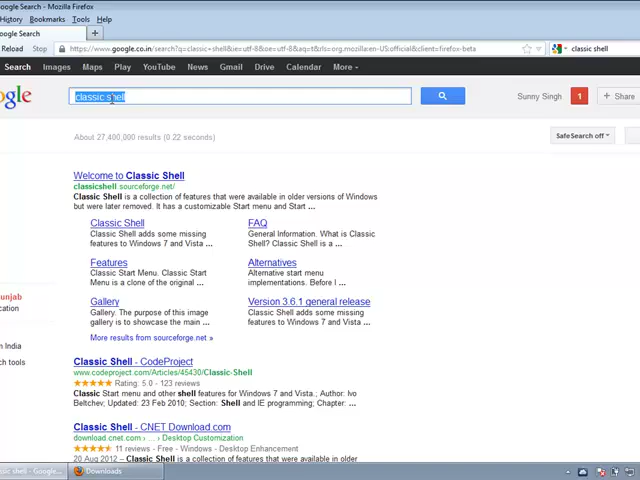 Google Search - Mozilla Firefox
History Bookmarks Tools Help
Google +
Reload Stop https://www.google.co.in/search?q=classic+shell&ie=utf-8&oe=utf-8&aq=t&rls=org.mozilla:en-US:official&client=firefox-beta classic shell
Search Images Maps Play YouTube News Gmail Drive Calendar More
ogle classic shell Sunny Singh 1 + Share
About 27,400,000 results (0.22 seconds) SafeSearch off
Welcome to Classic Shell
classicshell.sourceforge.net/
Classic Shell is a collection of features that were available in older versions of Windows
but were later removed. It has a customizable Start menu and Start ...
Classic Shell
Classic Shell adds some missing
features to Windows 7 and Vista ...
FAQ
General Information. What is Classic
Shell? Classic Shell is a ...
Features
Classic Start Menu. Classic Start
Menu is a clone of the original ...
Alternatives
Alternative start menu
implementations. Before I ...
Gallery
Gallery. The purpose of this image
gallery is to showcase the main ...
Version 3.6.1 general release
Classic Shell adds some missing
features to Windows 7 and Vista ...
More results from sourceforge.net »
unjab
cation
m India
ch tools
Classic Shell - CodeProject
www.codeproject.com/Articles/45430/Classic-Shell
Rating: 5.0 - 123 reviews
Classic Start menu and other shell features for Windows 7 and Vista.; Author: Ivo
Beltchev; Updated: 23 Feb 2010; Section: Shell and IE programming; Chapter: ...
Classic Shell - CNET Download.com
download.cnet.com › ... › Desktop Customization
11 reviews - Free - Windows - Desktop Enhancement
20 Aug 2012 – Classic Shell is a collection of features that were available in older
ssic shell - Google... Downloads